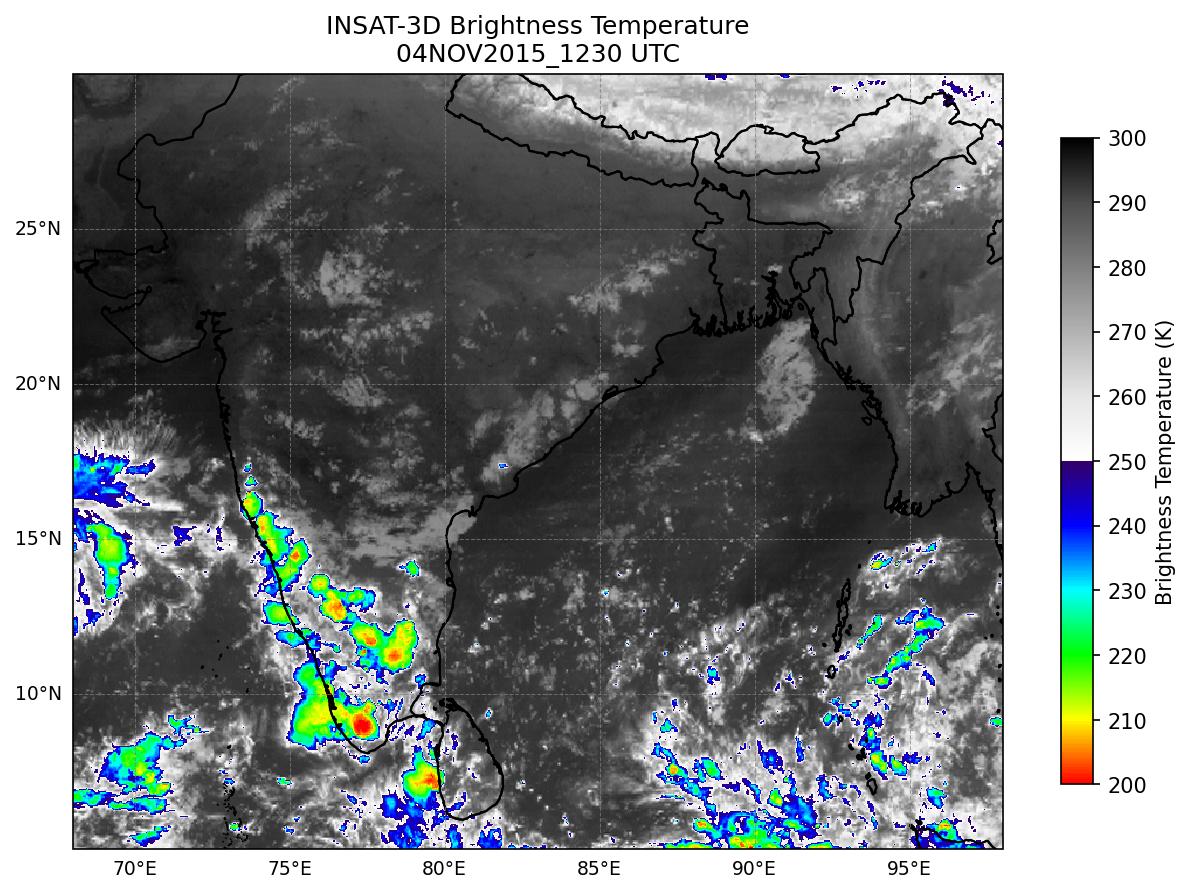 INSAT-3D Brightness Temperature
04NOV2015_1230 UTC
25°N
20°N
15°N
10°N
70°E
75°E
80°E
85°E
90°E
95°E
300
290
280
270
260
250
240
230
220
210
200
Brightness Temperature (K)